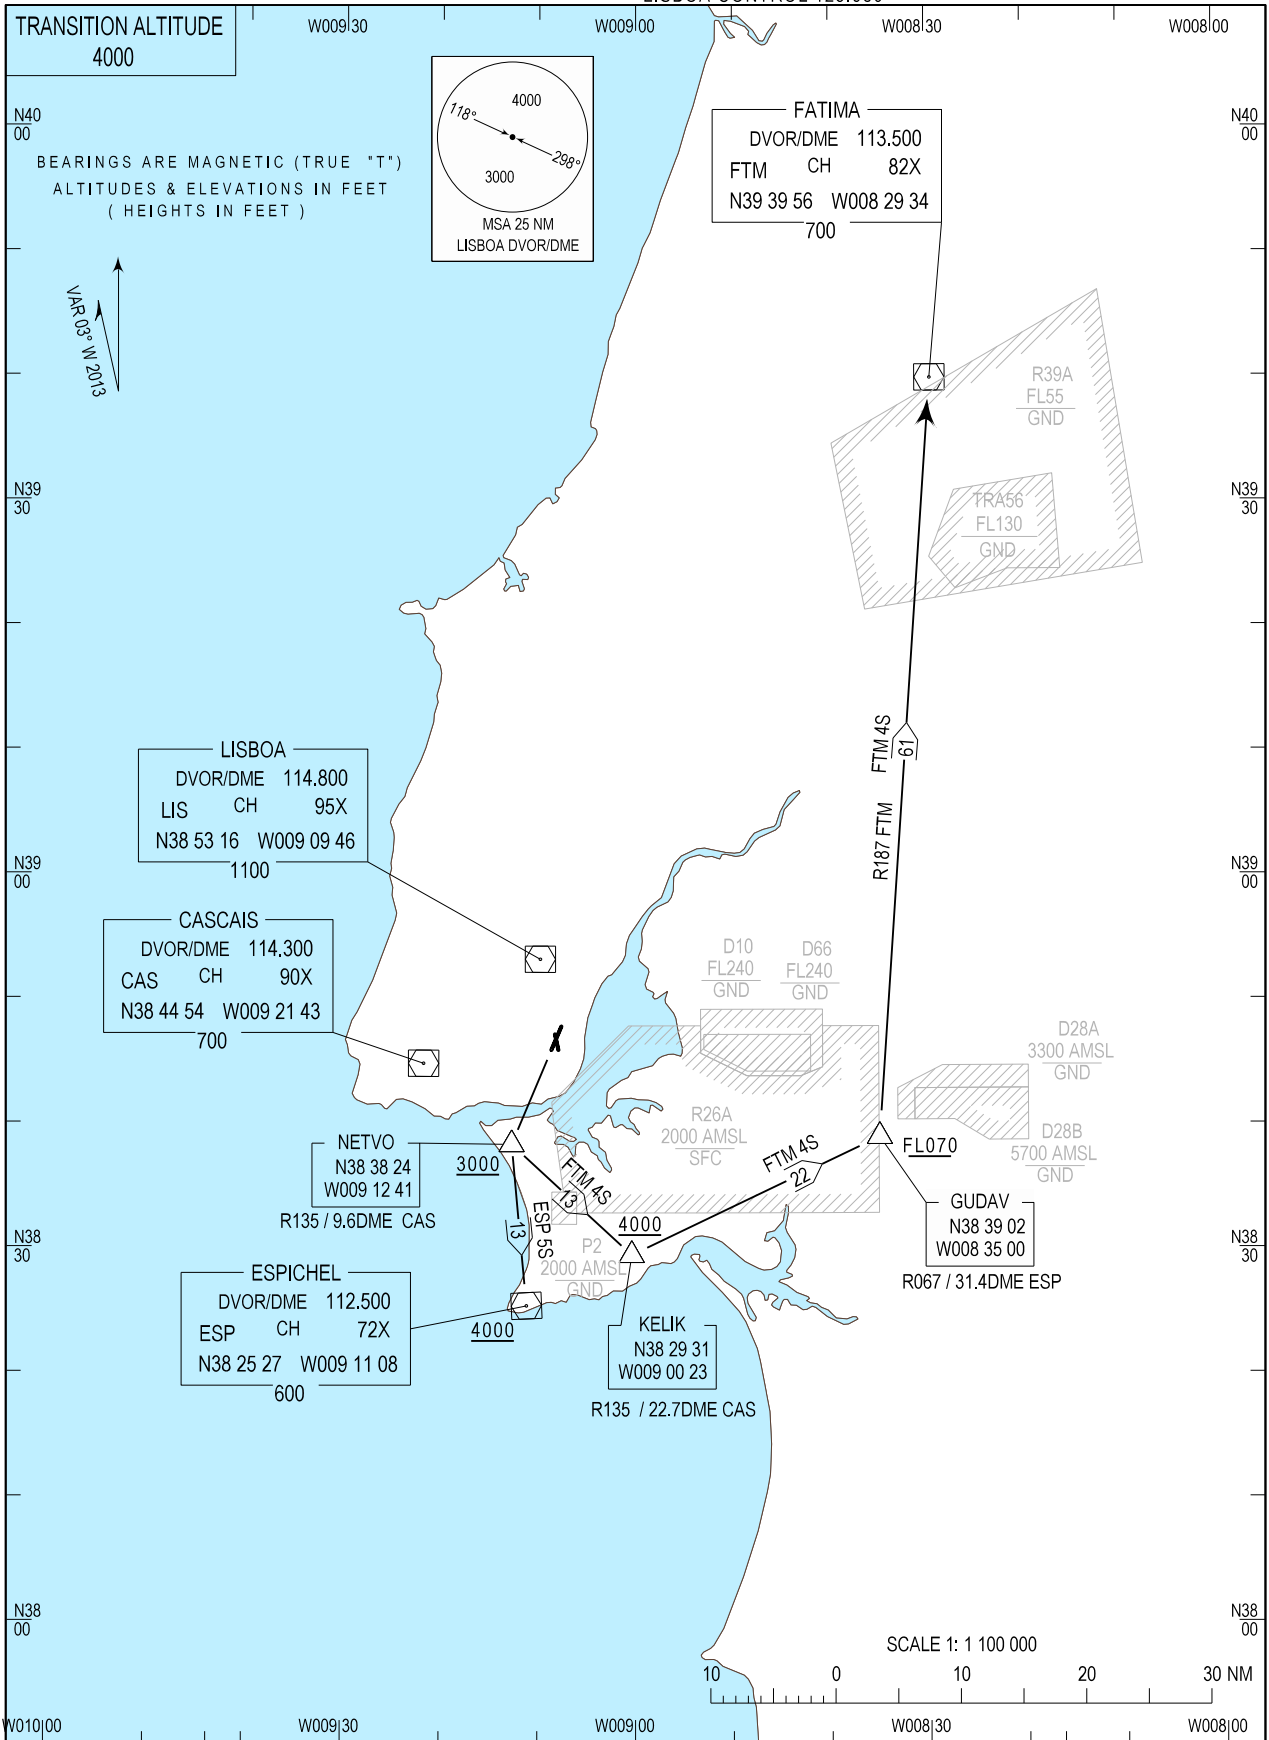 W009|30
W009|00
W008|30
W008|00
TRANSITION ALTITUDE
4000
N40
00
N40
00
BEARINGS ARE MAGNETIC (TRUE "T")
ALTITUDES & ELEVATIONS IN FEET
( HEIGHTS IN FEET )
VAR 03° W 2013
118°
4000
298°
3000
MSA 25 NM
LISBOA DVOR/DME
FATIMA
DVOR/DME 113.500
FTM CH 82X
N39 39 56 W008 29 34
700
R39A
FL55
GND
N39
30
N39
30
TRA56
FL130
GND
FTM 4S
61
R187 FTM
LISBOA
DVOR/DME 114.800
LIS CH 95X
N38 53 16 W009 09 46
1100
N39
00
N39
00
CASCAIS
DVOR/DME 114.300
CAS CH 90X
N38 44 54 W009 21 43
700
D10
FL240
GND
D66
FL240
GND
D28A
3300 AMSL
GND
R26A
2000 AMSL
SFC
D28B
5700 AMSL
GND
NETVO
N38 38 24
W009 12 41
R135 / 9.6DME CAS
3000
FTM 4S
13
FTM 4S
22
FL070
GUDAV
N38 39 02
W008 35 00
R067 / 31.4DME ESP
ESP 5S
13
4000
P2
2000 AMSL
GND
N38
30
N38
30
ESPICHEL
DVOR/DME 112.500
ESP CH 72X
N38 25 27 W009 11 08
600
4000
KELIK
N38 29 31
W009 00 23
R135 / 22.7DME CAS
N38
00
N38
00
SCALE 1: 1 100 000
10 0 10 20 30 NM
W010|00
W009|30
W009|00
W008|30
W008|00